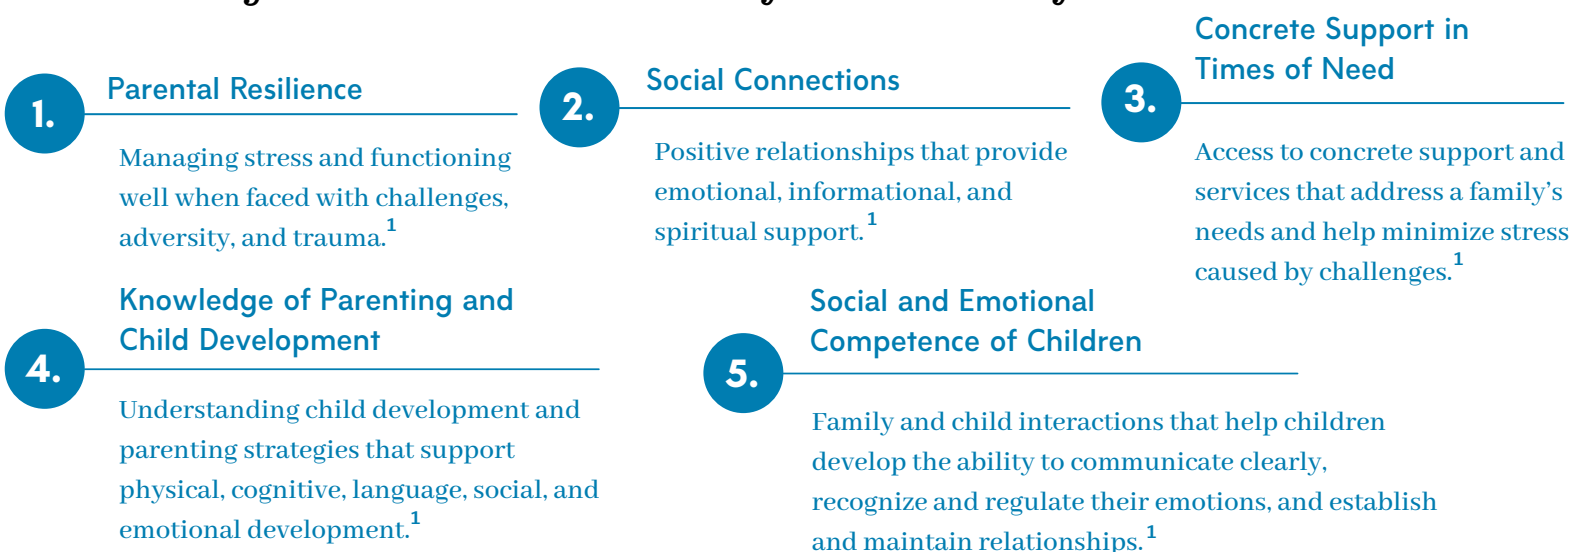 1.
Parental Resilience
Managing stress and functioning
well when faced with challenges,
adversity, and trauma.1
2.
Social Connections
Positive relationships that provide
emotional, informational, and
spiritual support.1
3.
Concrete Support in
Times of Need
Access to concrete support and
services that address a family’s
needs and help minimize stress
caused by challenges.1
4.
Knowledge of Parenting and
Child Development
Understanding child development and
parenting strategies that support
physical, cognitive, language, social, and
emotional development.1
5.
Social and Emotional
Competence of Children
Family and child interactions that help children
develop the ability to communicate clearly,
recognize and regulate their emotions, and establish
and maintain relationships.1